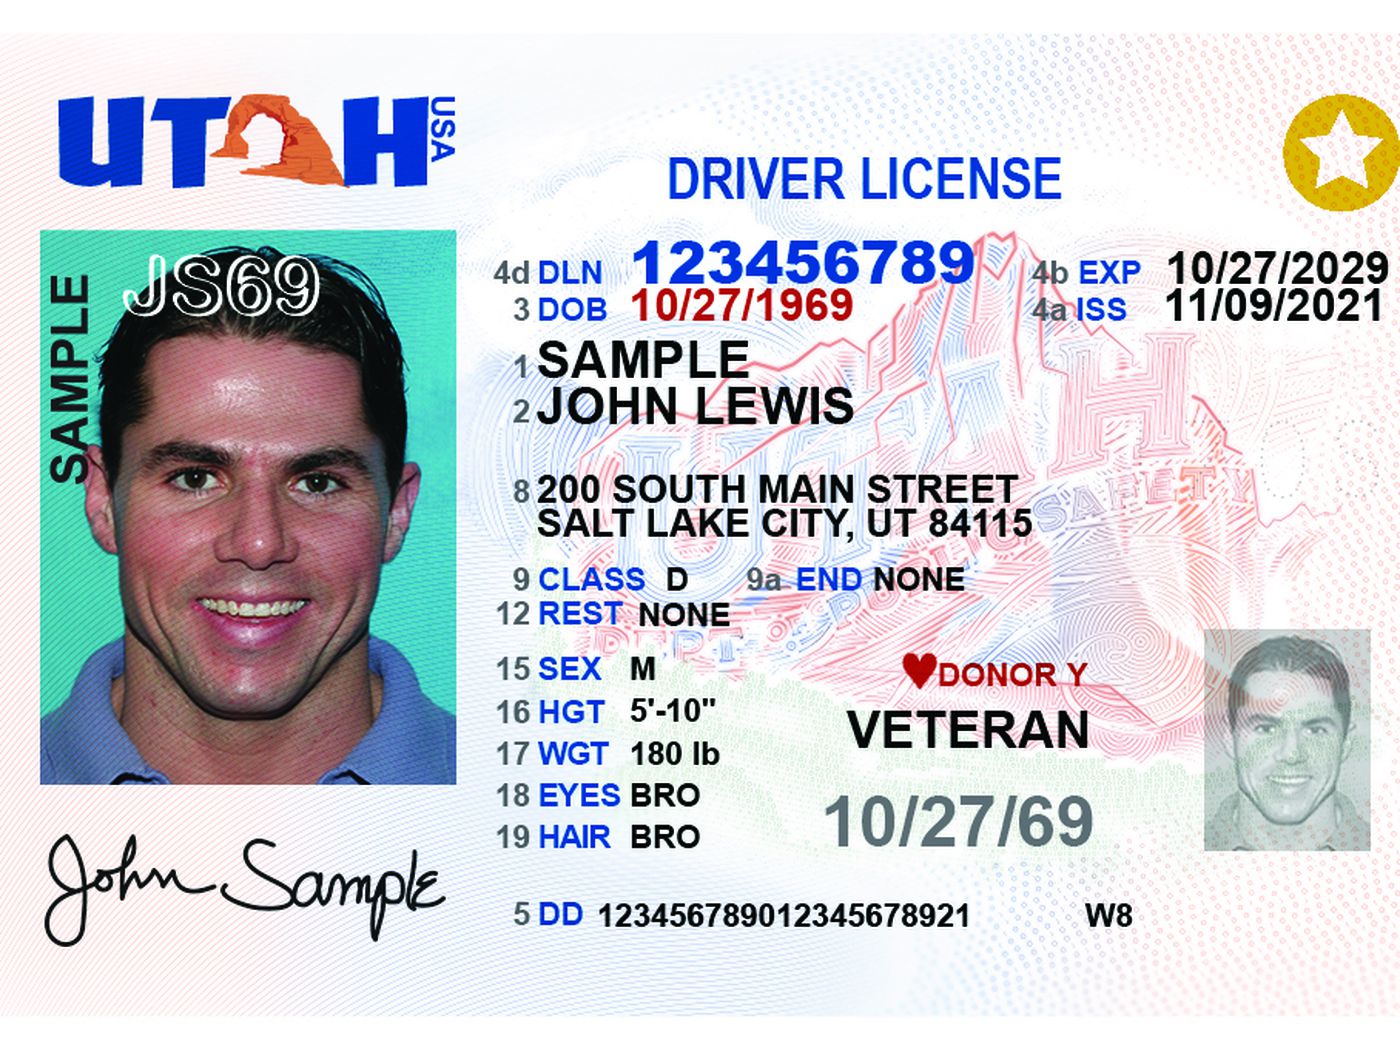 UTAH USA
DRIVER LICENSE
SAMPLE
JS69
4d DLN 123456789 4b EXP 10/27/2029
3 DOB 10/27/1969 4a ISS 11/09/2021
1 SAMPLE
2 JOHN LEWIS
8 200 SOUTH MAIN STREET
SALT LAKE CITY, UT 84115
9 CLASS D 9a END NONE
12 REST NONE
15 SEX M
DONOR Y
16 HGT 5'-10"
VETERAN
17 WGT 180 lb
18 EYES BRO
10/27/69
19 HAIR BRO
John Sample
5 DD 123456789012345678921 W8
UTAH
DEPT. OF PUBLIC SAFETY